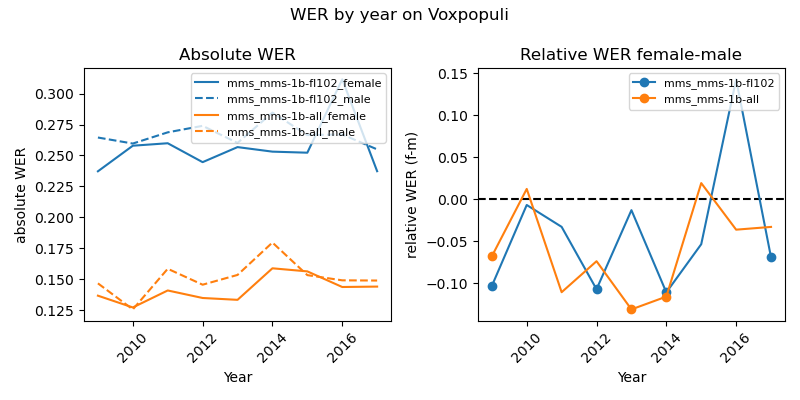 WER by year on Voxpopuli
Absolute WER
absolute WER
0.300
0.275
0.250
0.225
0.200
0.175
0.150
0.125
mms_mms-1b-fl102_female
mms_mms-1b-fl102_male
mms_mms-1b-all_female
mms_mms-1b-all_male
2010
2012
2014
2016
Year
Relative WER female-male
relative WER (f-m)
0.15
0.10
0.05
0.00
−0.05
−0.10
mms_mms-1b-fl102
mms_mms-1b-all
2010
2012
2014
2016
Year